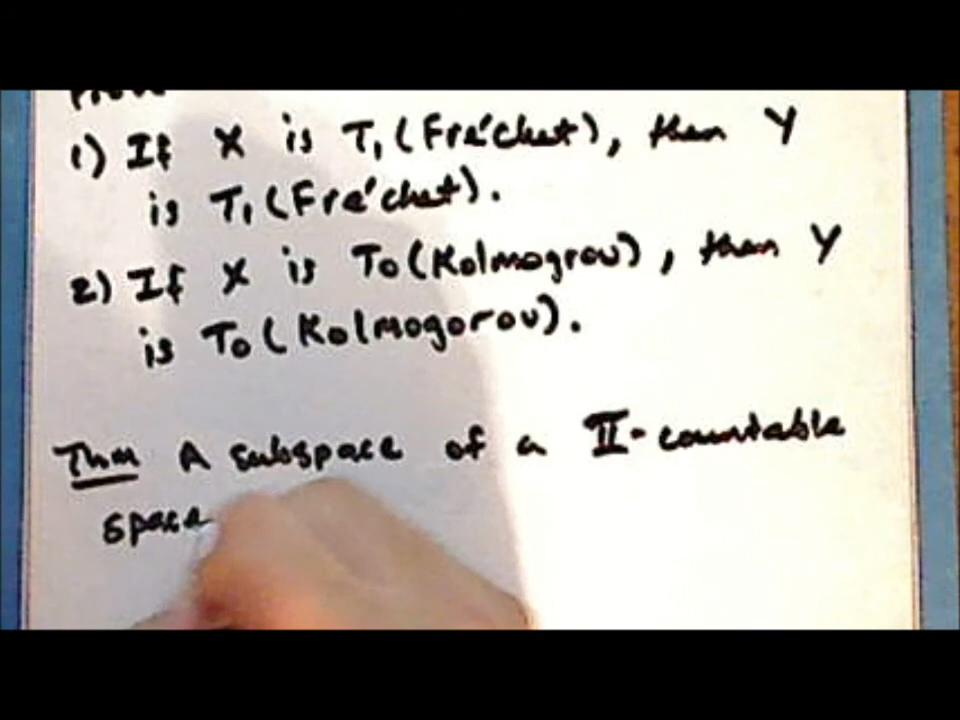 1) If X is T₁(Fréchet), then Y
is T₁(Fréchet).
2) If X is T₀(Kolmogrov), then Y
is T₀(Kolmogorov).
Thm A subspace of a II-countable
space